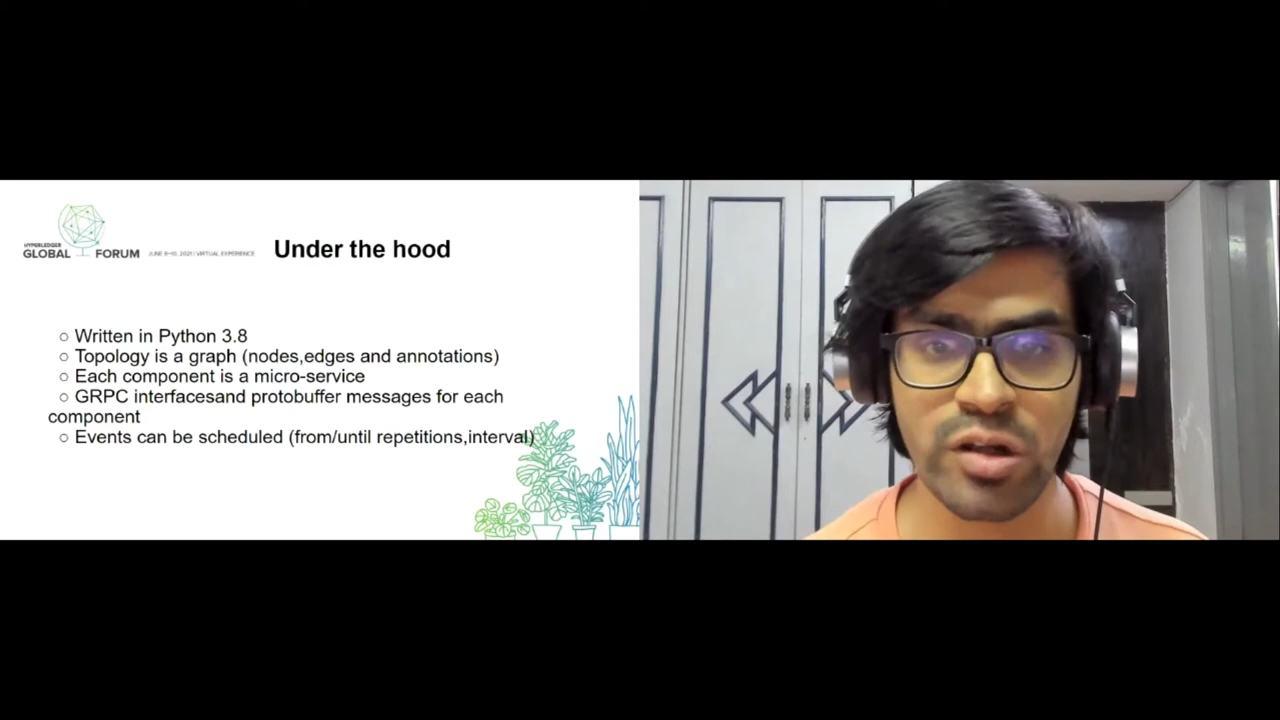 HYPERLEDGER
GLOBAL FORUM JUNE 8–10, 2021 | VIRTUAL EXPERIENCE
Under the hood
○ Written in Python 3.8
○ Topology is a graph (nodes,edges and annotations)
○ Each component is a micro-service
○ GRPC interfacesand protobuffer messages for each
component
○ Events can be scheduled (from/until repetitions,interval)